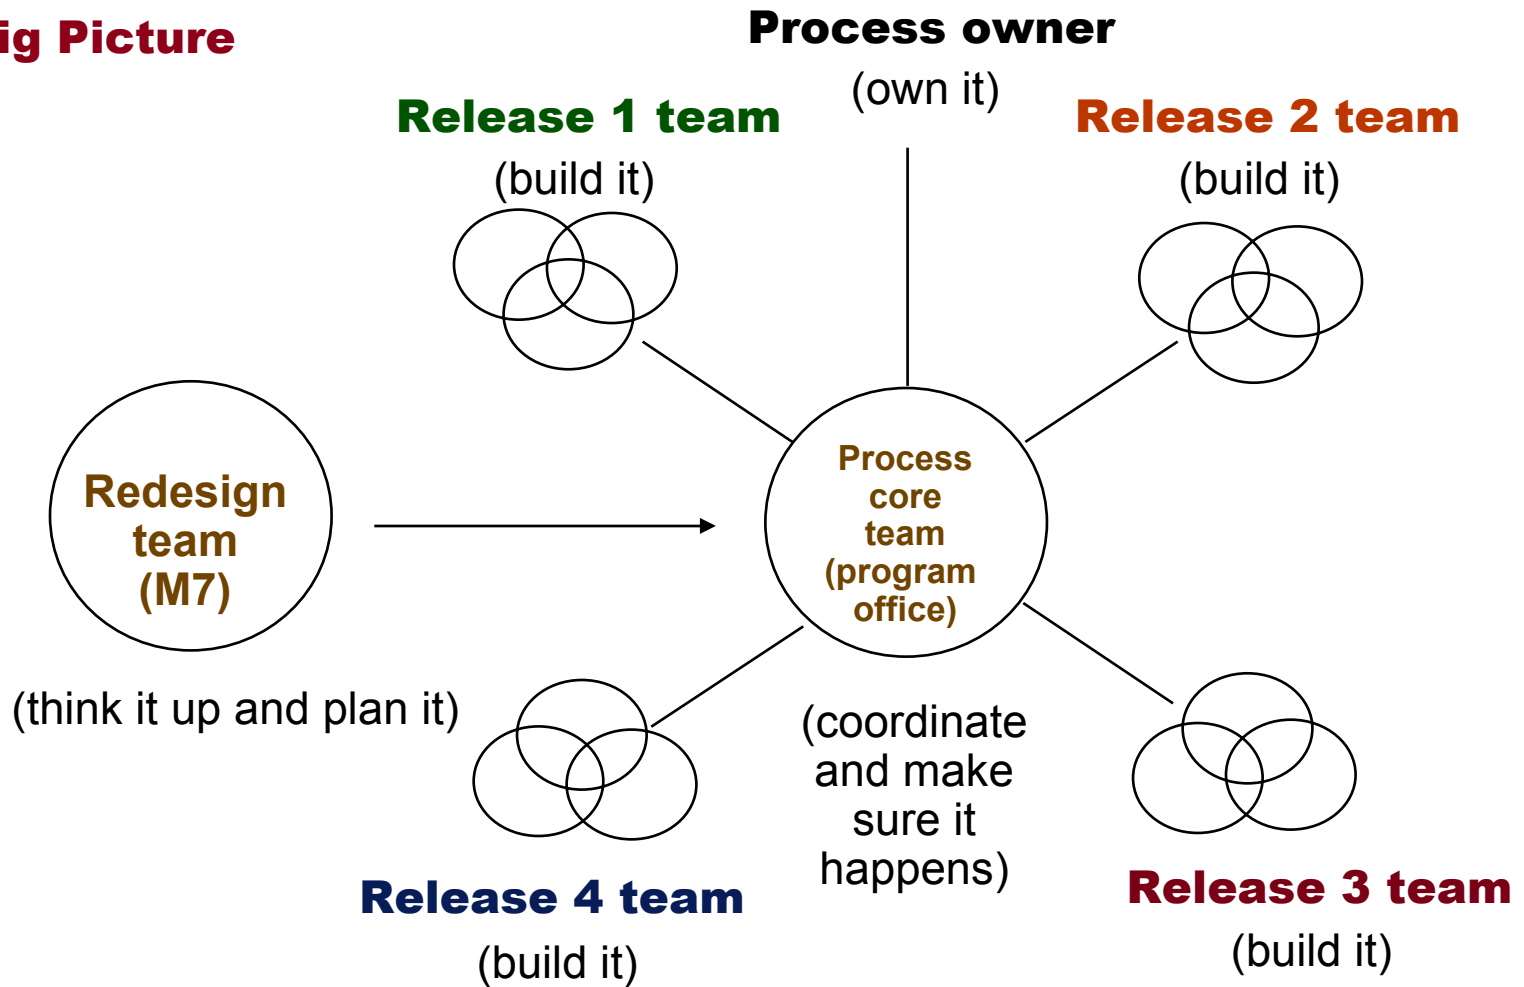 ig Picture
Process owner
(own it)
Release 1 team
(build it)
Release 2 team
(build it)
Redesign
team
(M7)
(think it up and plan it)
Process
core
team
(program
office)
(coordinate
and make
sure it
happens)
Release 4 team
(build it)
Release 3 team
(build it)